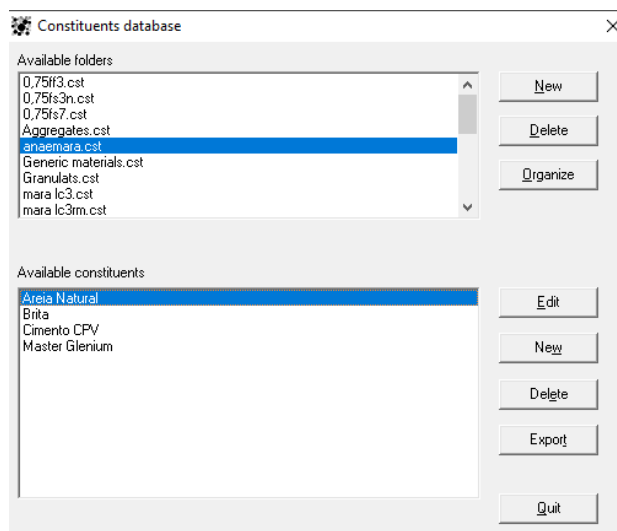 Constituents database
Available folders
0,75ff3.cst
0,75fs3n.cst
0,75fs7.cst
Aggregates.cst
anaemara.cst
Generic materials.cst
Granulats.cst
mara lc3.cst
mara lc3rm.cst
New
Delete
Organize
Available constituents
Areia Natural
Brita
Cimento CPV
Master Glenium
Edit
New
Delete
Export
Quit